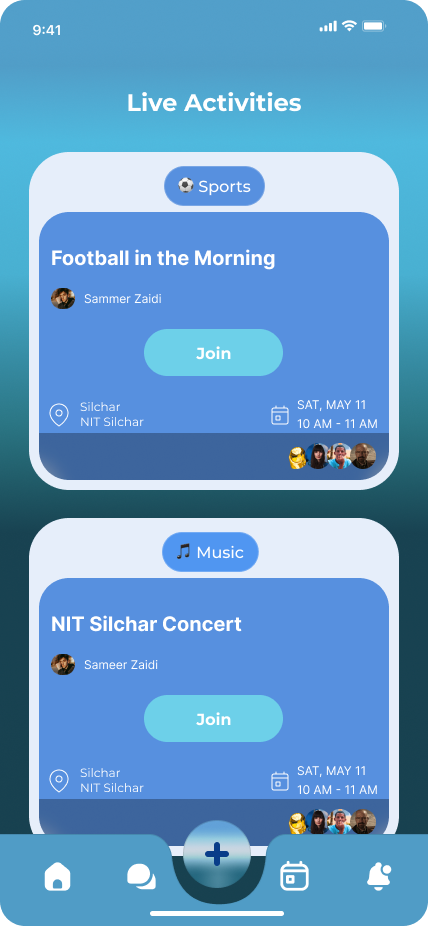 9:41
Live Activities
Sports
Football in the Morning
Sammer Zaidi
Join
Silchar
NIT Silchar
SAT, MAY 11
10 AM - 11 AM
Music
NIT Silchar Concert
Sameer Zaidi
Join
Silchar
NIT Silchar
SAT, MAY 11
10 AM - 11 AM